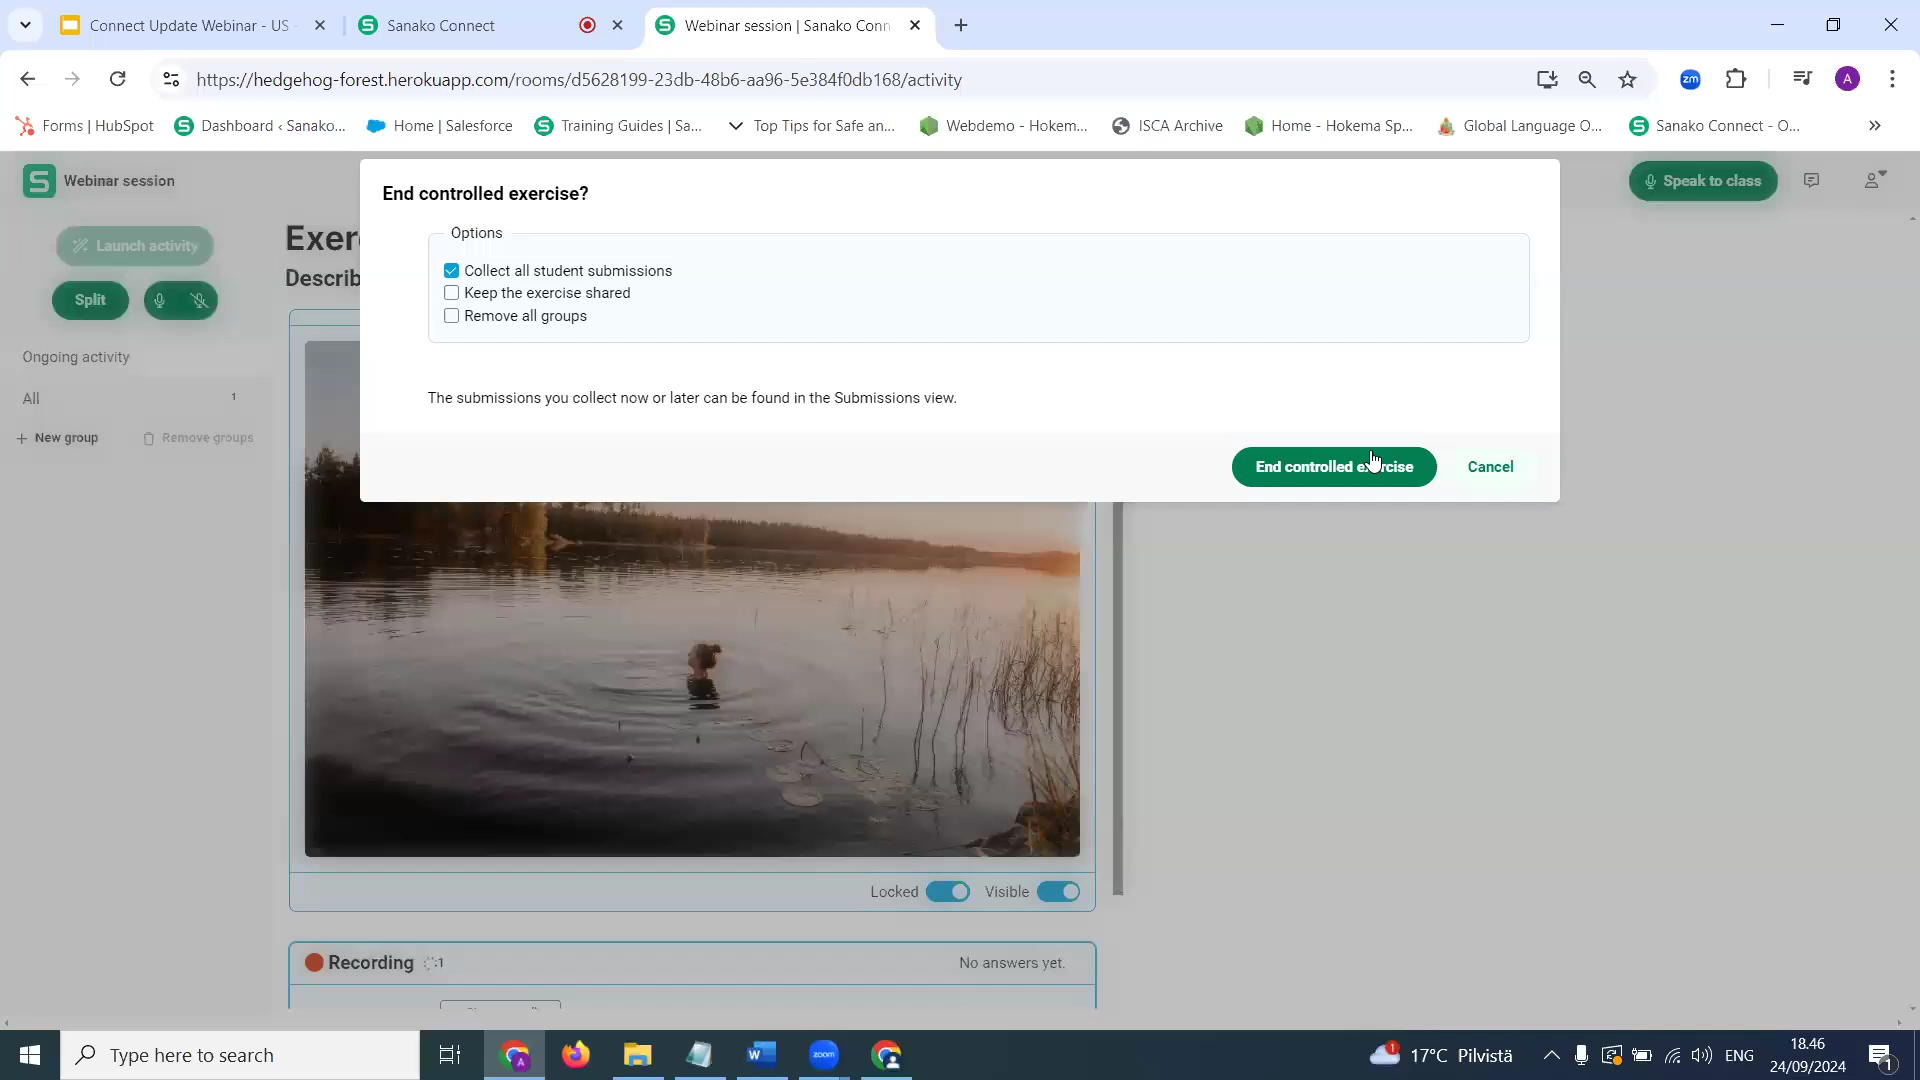 Connect Update Webinar - US -
Sanako Connect
Webinar session | Sanako Conn
https://hedgehog-forest.herokuapp.com/rooms/d5628199-23db-48b6-aa96-5e384f0db168/activity
zm
A
Forms | HubSpot
Dashboard ‹ Sanako...
Home | Salesforce
Training Guides | Sa...
Top Tips for Safe an...
Webdemo - Hokem...
ISCA Archive
Home - Hokema Sp...
Global Language O...
Sanako Connect - O...
Webinar session
Speak to class
End controlled exercise?
Options
Collect all student submissions
Keep the exercise shared
Remove all groups
The submissions you collect now or later can be found in the Submissions view.
End controlled exercise
Cancel
Launch activity
Split
Ongoing activity
All 1
New group
Remove groups
Exer
Describ
Locked
Visible
Recording 1
No answers yet.
Type here to search
zoom
1
17°C Pilvistä
ENG
18.46
24/09/2024
1